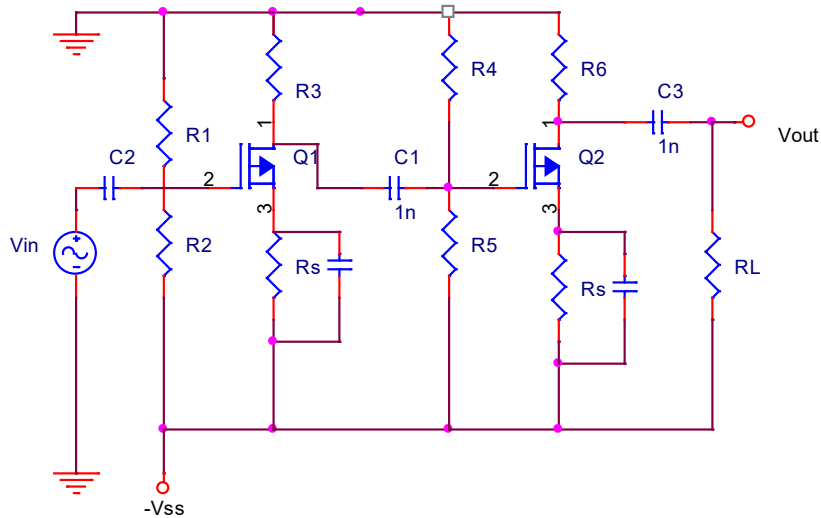 R3
R4
R6
C3
1
1
R1
Q1
C1
Q2
1n
Vout
C2
2
2
3
1n
3
Vin
R2
Rs
R5
Rs
RL
-Vss